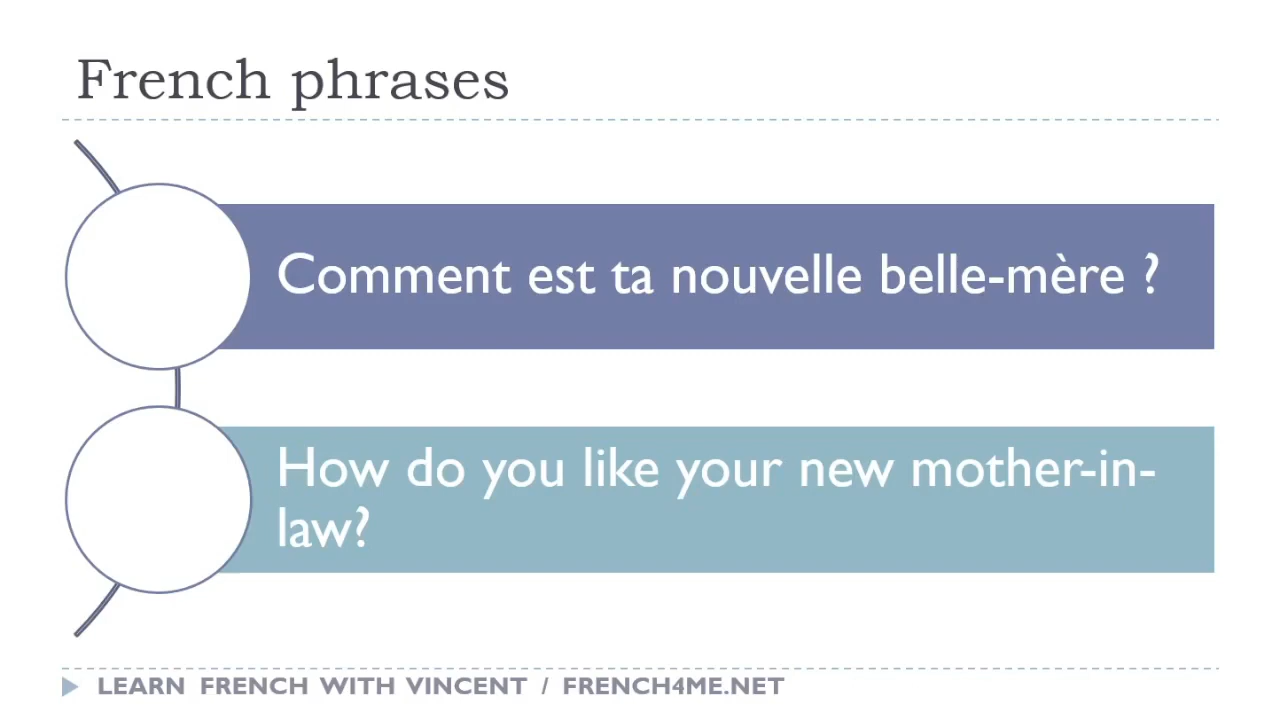 French phrases
Comment est ta nouvelle belle-mère ?
How do you like your new mother-in-
law?
LEARN FRENCH WITH VINCENT / FRENCH4ME.NET